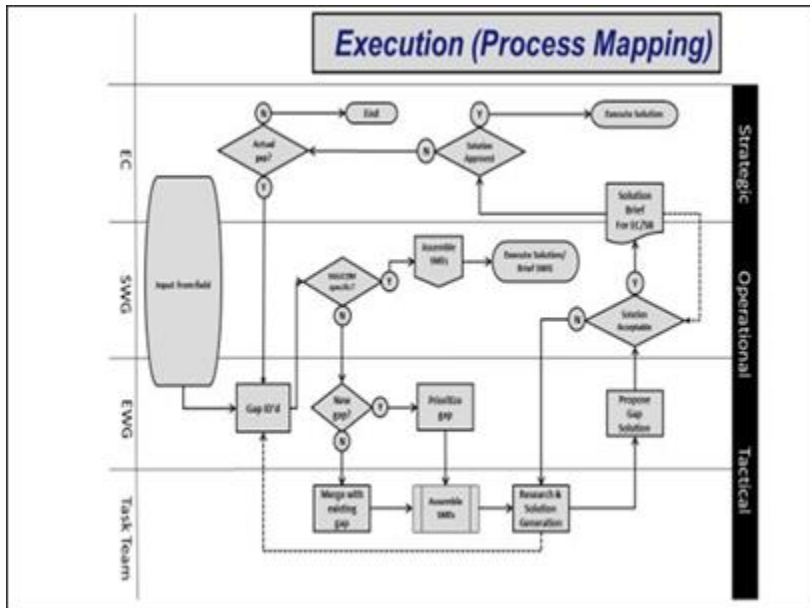 Execution (Process Mapping)
EC
SWG
EWG
Task Team
Strategic
Operational
Tactical
N
End
Actual
gap?
Y
Y
Execute Solution
Solution
Approved
N
Input from field
Solution
Brief
For EC/SB
Assemble
SMEs
specific?
Y
N
Execute Solution/
Brief SWG
Y
Solution
Acceptable
N
Gap ID'd
New
gap?
Y
N
Prioritize
gap
Propose
Gap
Solution
Merge with
existing
gap
Assemble
SMEs
Research &
Solution
Generation